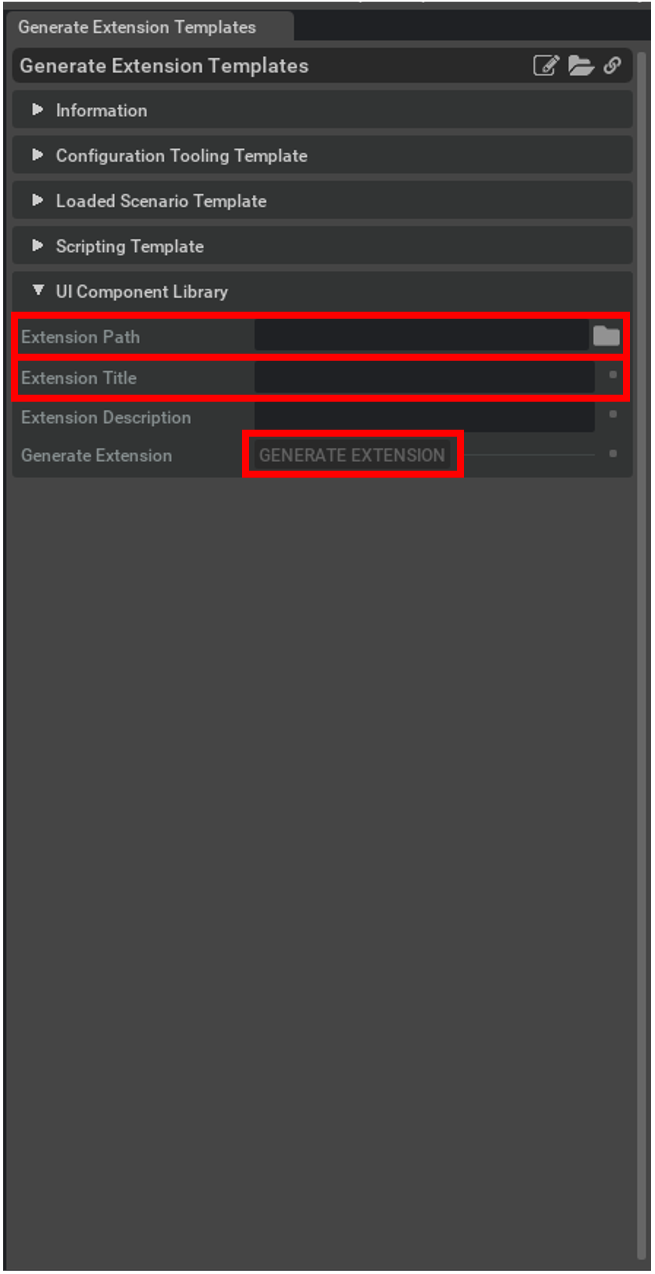 Generate Extension Templates
Generate Extension Templates
Information
Configuration Tooling Template
Loaded Scenario Template
Scripting Template
UI Component Library
Extension Path
Extension Title
Extension Description
Generate Extension GENERATE EXTENSION